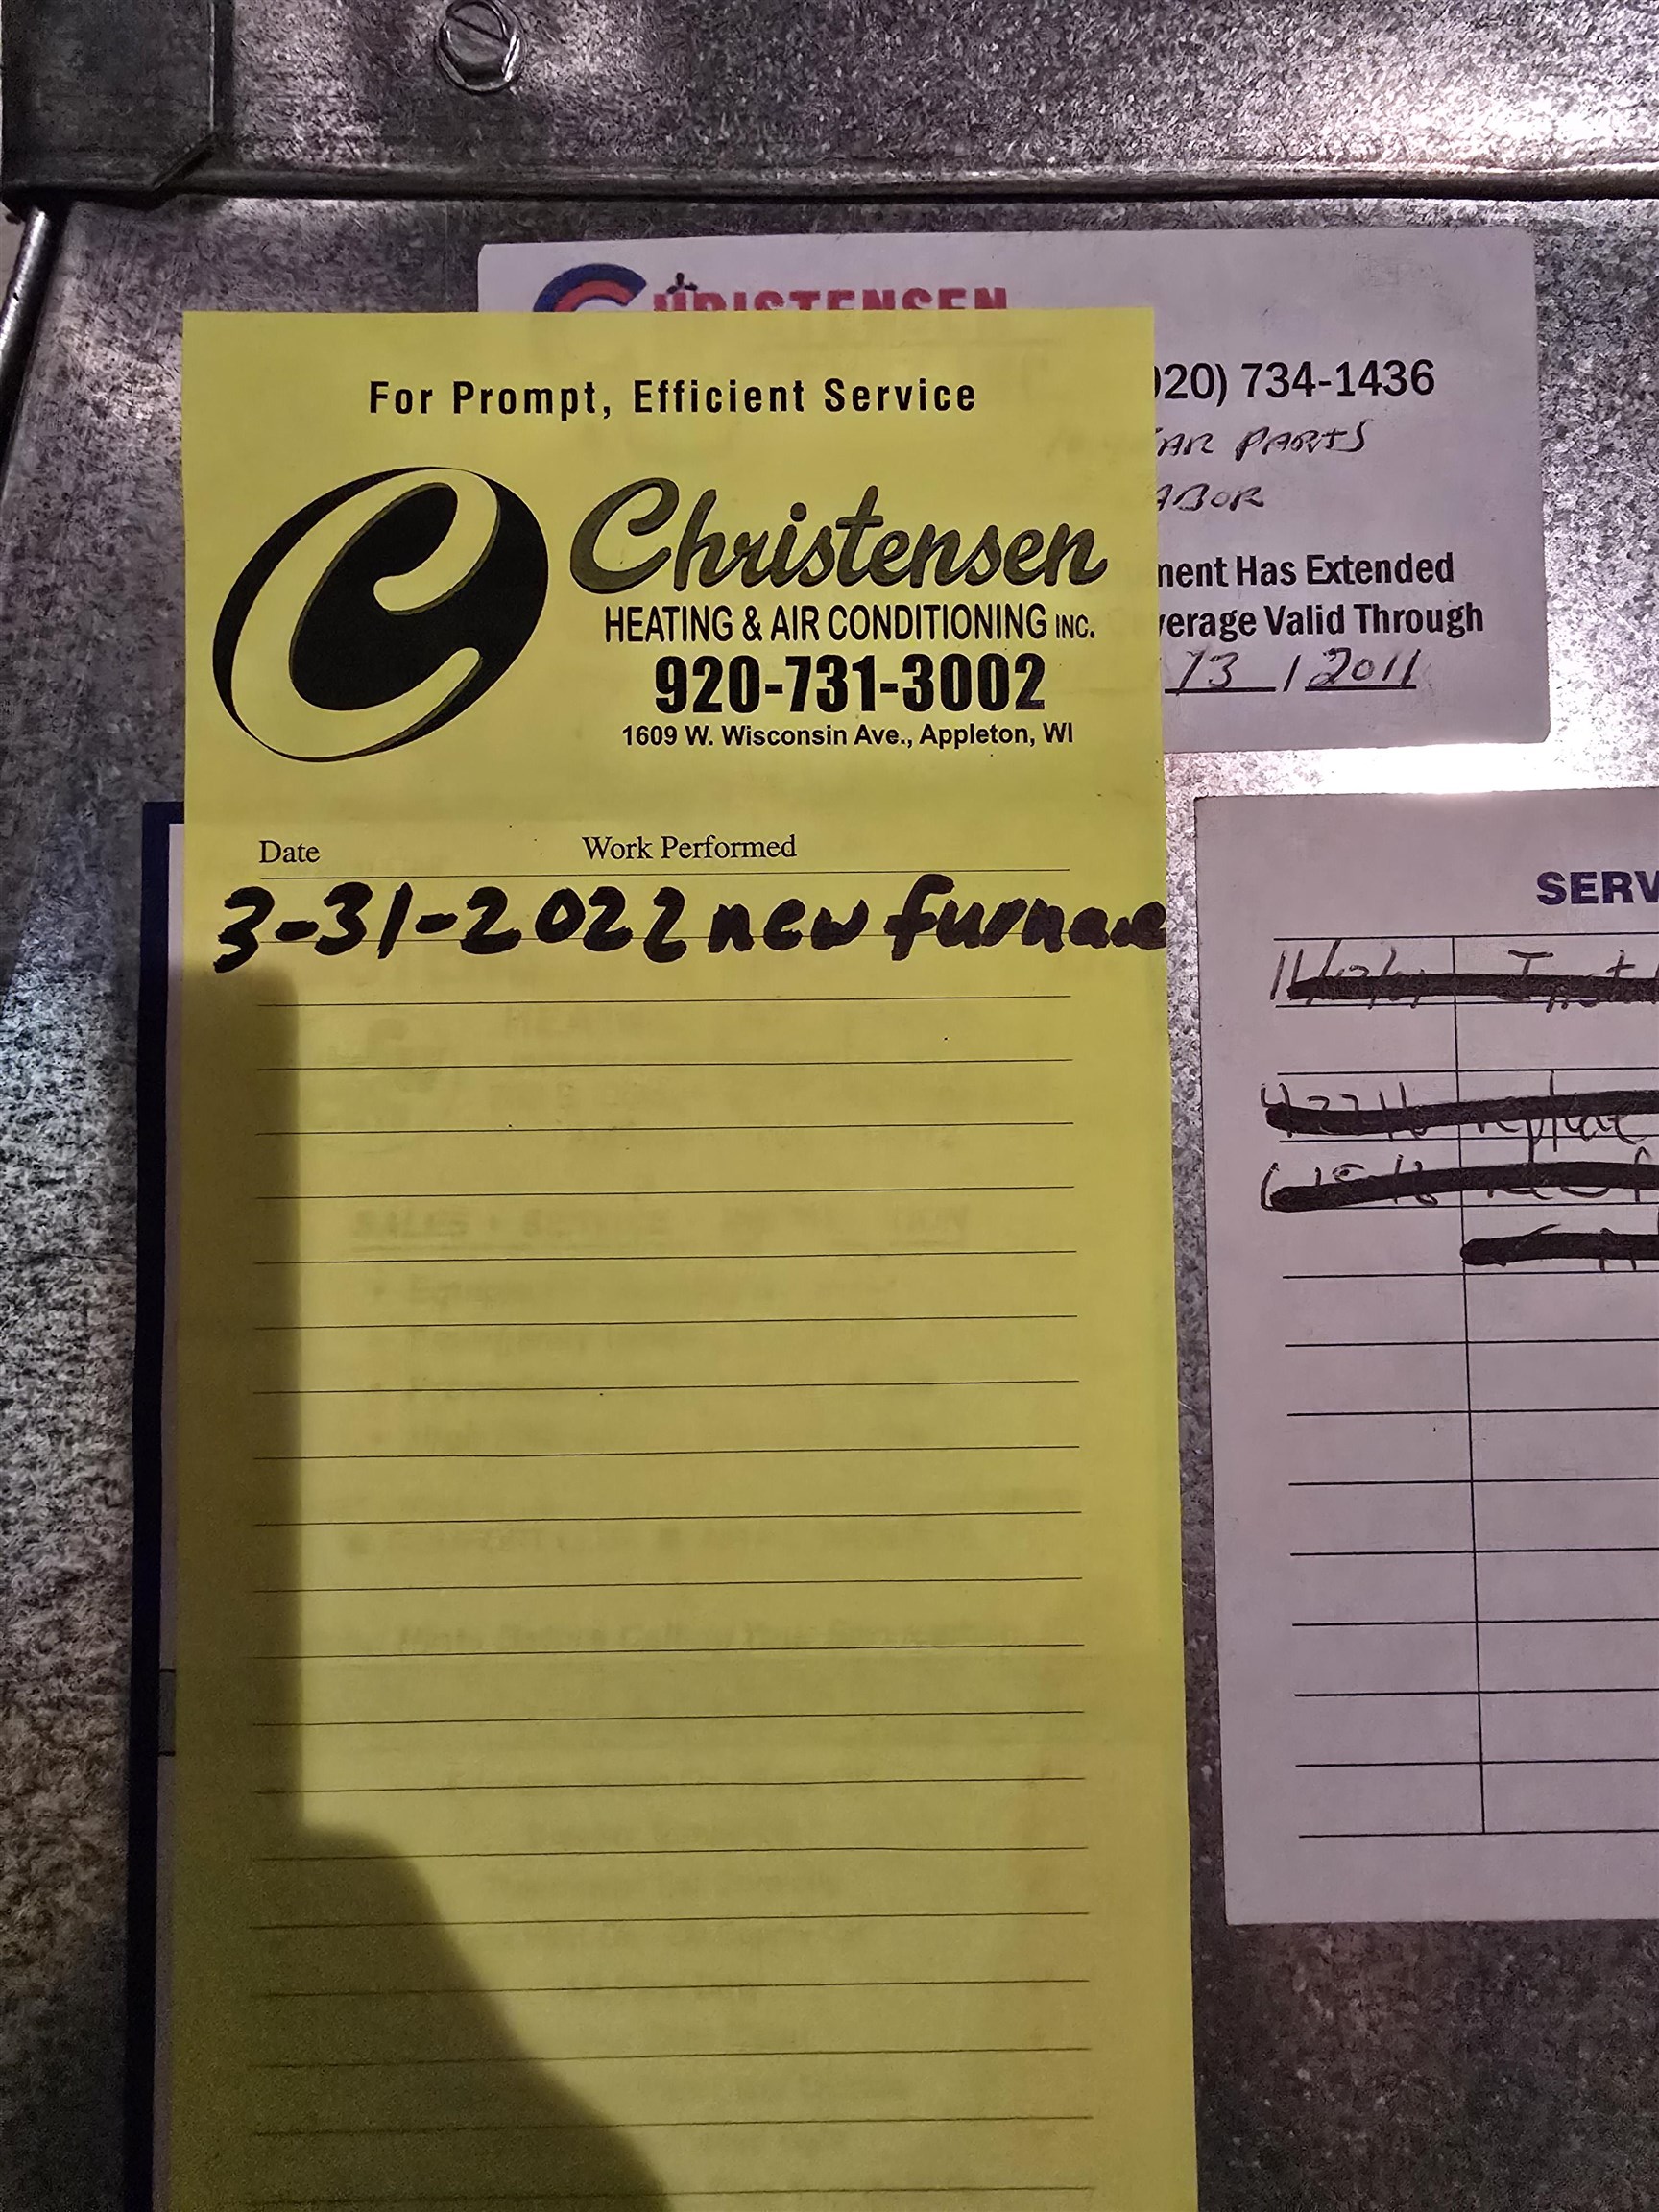 For Prompt, Efficient Service
Christensen
HEATING & AIR CONDITIONING INC.
920-731-3002
1609 W. Wisconsin Ave., Appleton, WI
Date Work Performed
3-31-2022 new furnace
CHRISTENSEN
020) 734-1436
AR PARTS
ABOR
ment Has Extended
verage Valid Through
13 / 2011
SERV